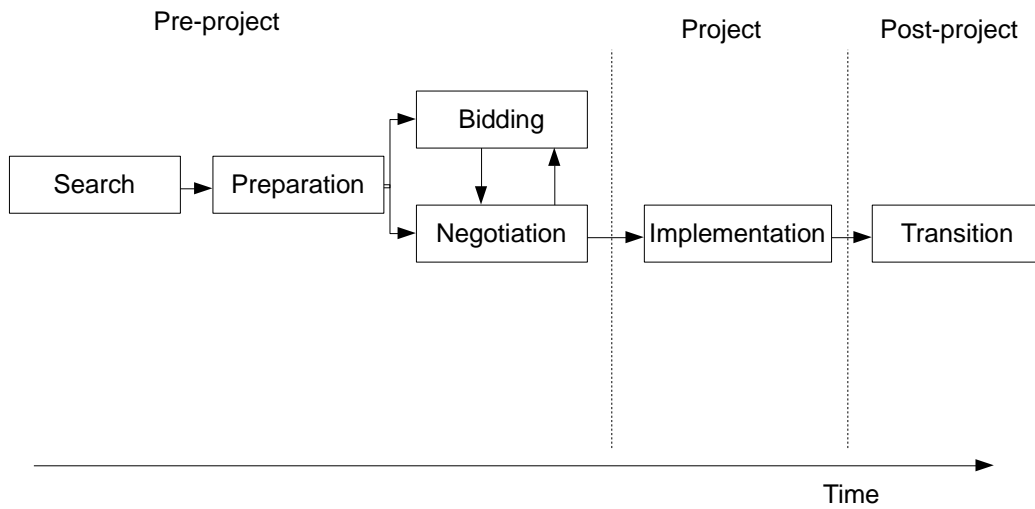 Pre-project
Project
Post-project
Bidding
Search
Preparation
Negotiation
Implementation
Transition
Time